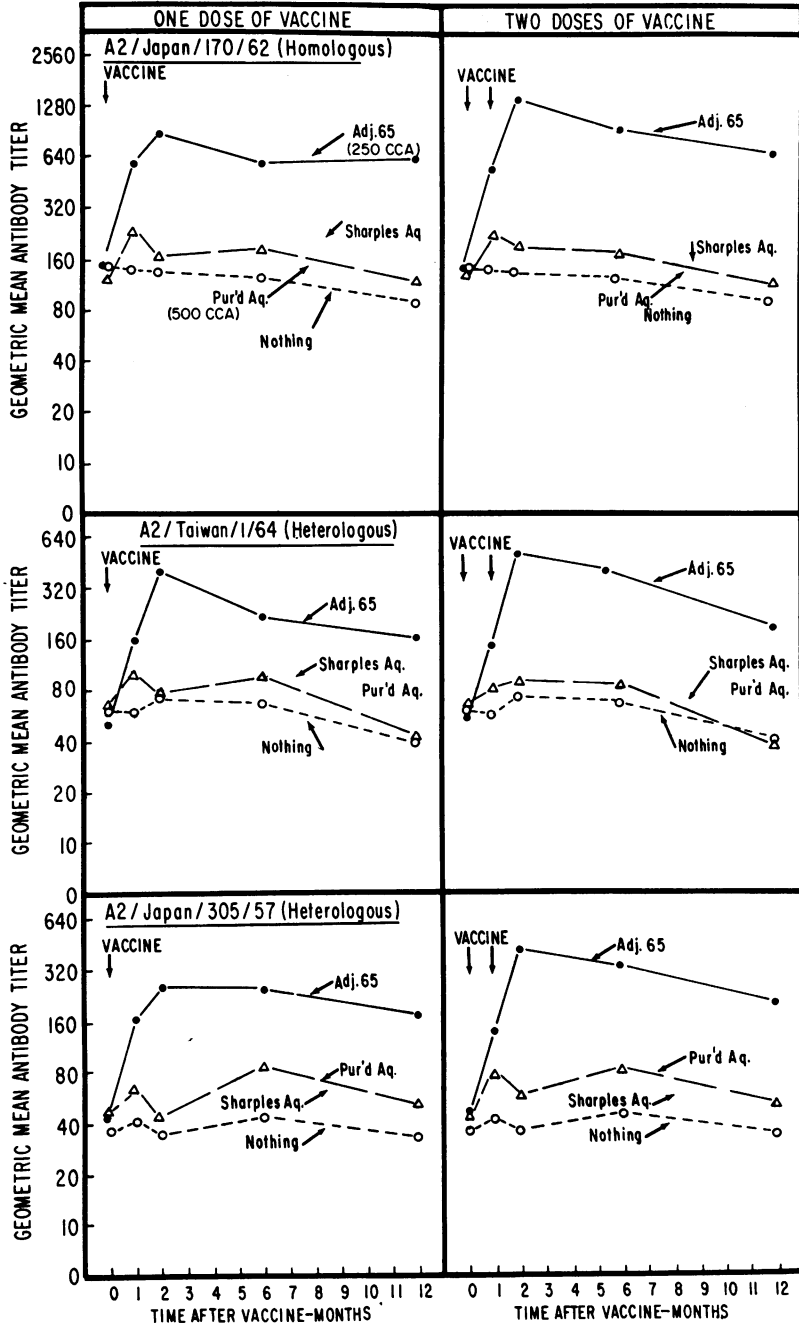 ONE DOSE OF VACCINE
TWO DOSES OF VACCINE
A2/Japan/170/62 (Homologous)
VACCINE
VACCINE
GEOMETRIC MEAN ANTIBODY TITER
2560
1280
640
320
160
80
40
20
10
0
Adj. 65
(250 CCA)
Sharples Aq
Pur'd Aq.
(500 CCA)
Nothing
Adj. 65
Sharples Aq.
Pur'd Aq.
Nothing
A2/Taiwan/1/64 (Heterologous)
VACCINE
VACCINE
GEOMETRIC MEAN ANTIBODY TITER
640
320
160
80
40
20
10
0
Adj. 65
Sharples Aq.
Pur'd Aq.
Nothing
Adj. 65
Sharples Aq.
Pur'd Aq.
Nothing
A2/Japan/305/57 (Heterologous)
VACCINE
VACCINE
GEOMETRIC MEAN ANTIBODY TITER
640
320
160
80
40
20
10
0
Adj. 65
Pur'd Aq.
Sharples Aq.
Nothing
Adj. 65
Pur'd Aq.
Sharples Aq.
Nothing
0 1 2 3 4 5 6 7 8 9 10 11 12
0 1 2 3 4 5 6 7 8 9 10 11 12
TIME AFTER VACCINE-MONTHS
TIME AFTER VACCINE-MONTHS